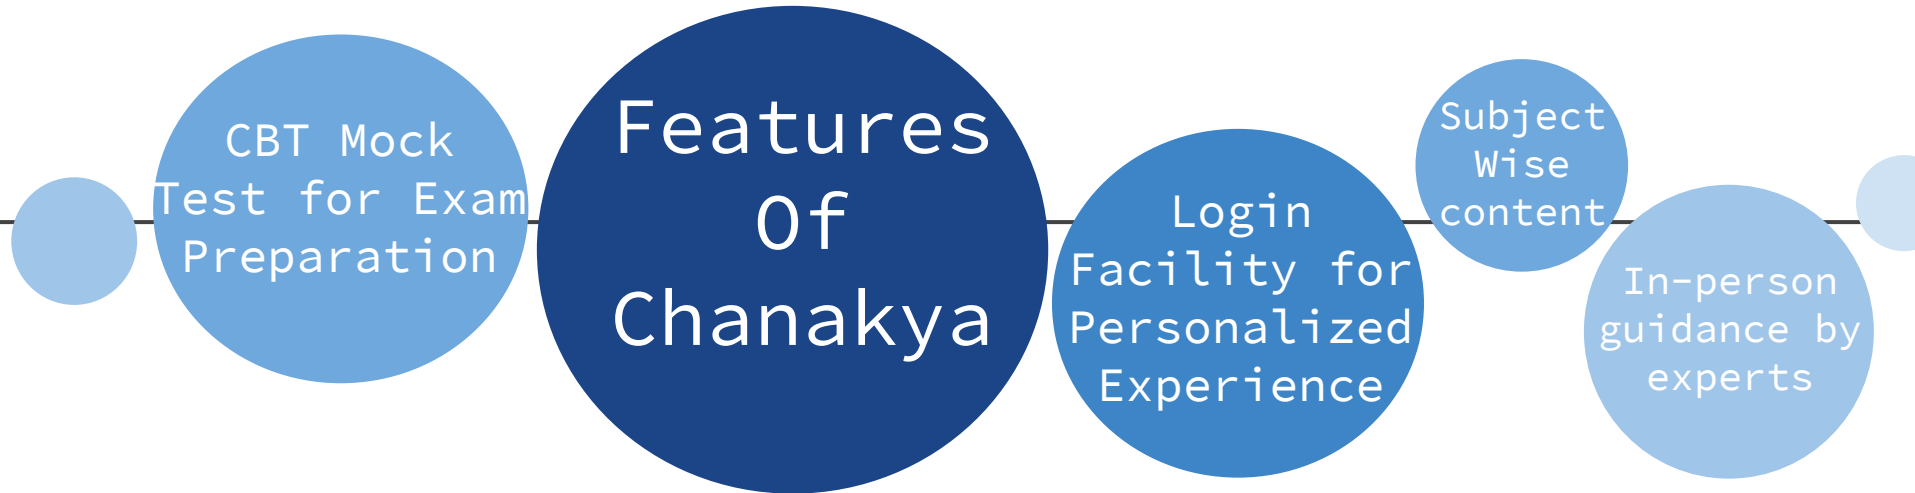 CBT Mock
Test for Exam
Preparation
Features
Of
Chanakya
Login
Facility for
Personalized
Experience
Subject
Wise
content
In-person
guidance by
experts